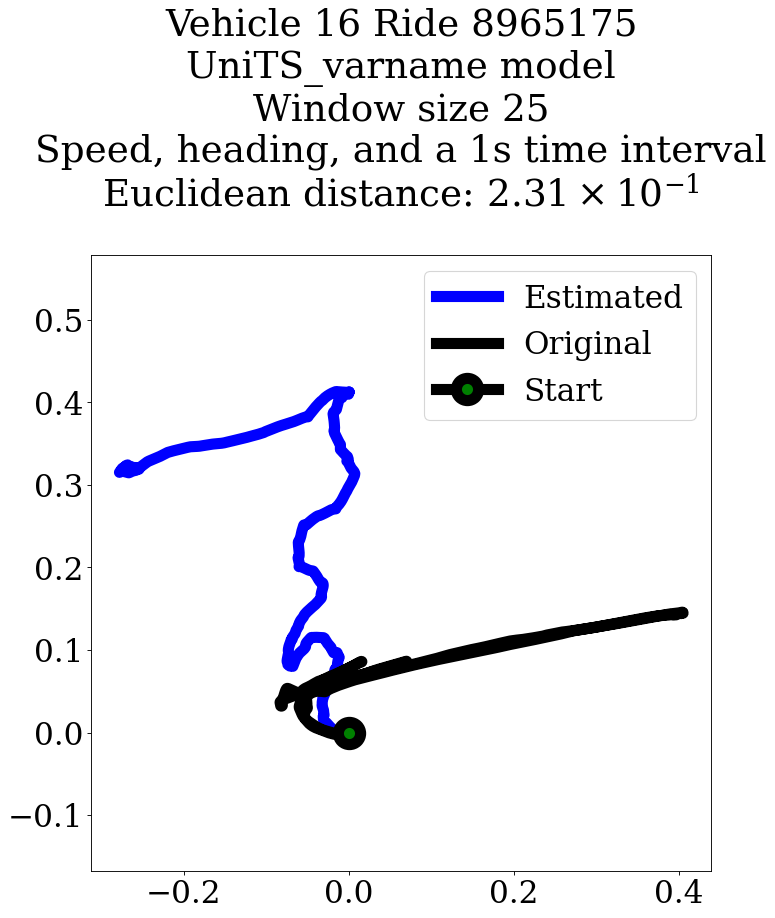 Vehicle 16 Ride 8965175
UniTS_varname model
Window size 25
Speed, heading, and a 1s time interval
Euclidean distance: 2.31 × 10⁻¹
Estimated
Original
Start
0.5
0.4
0.3
0.2
0.1
0.0
−0.1
−0.2 0.0 0.2 0.4